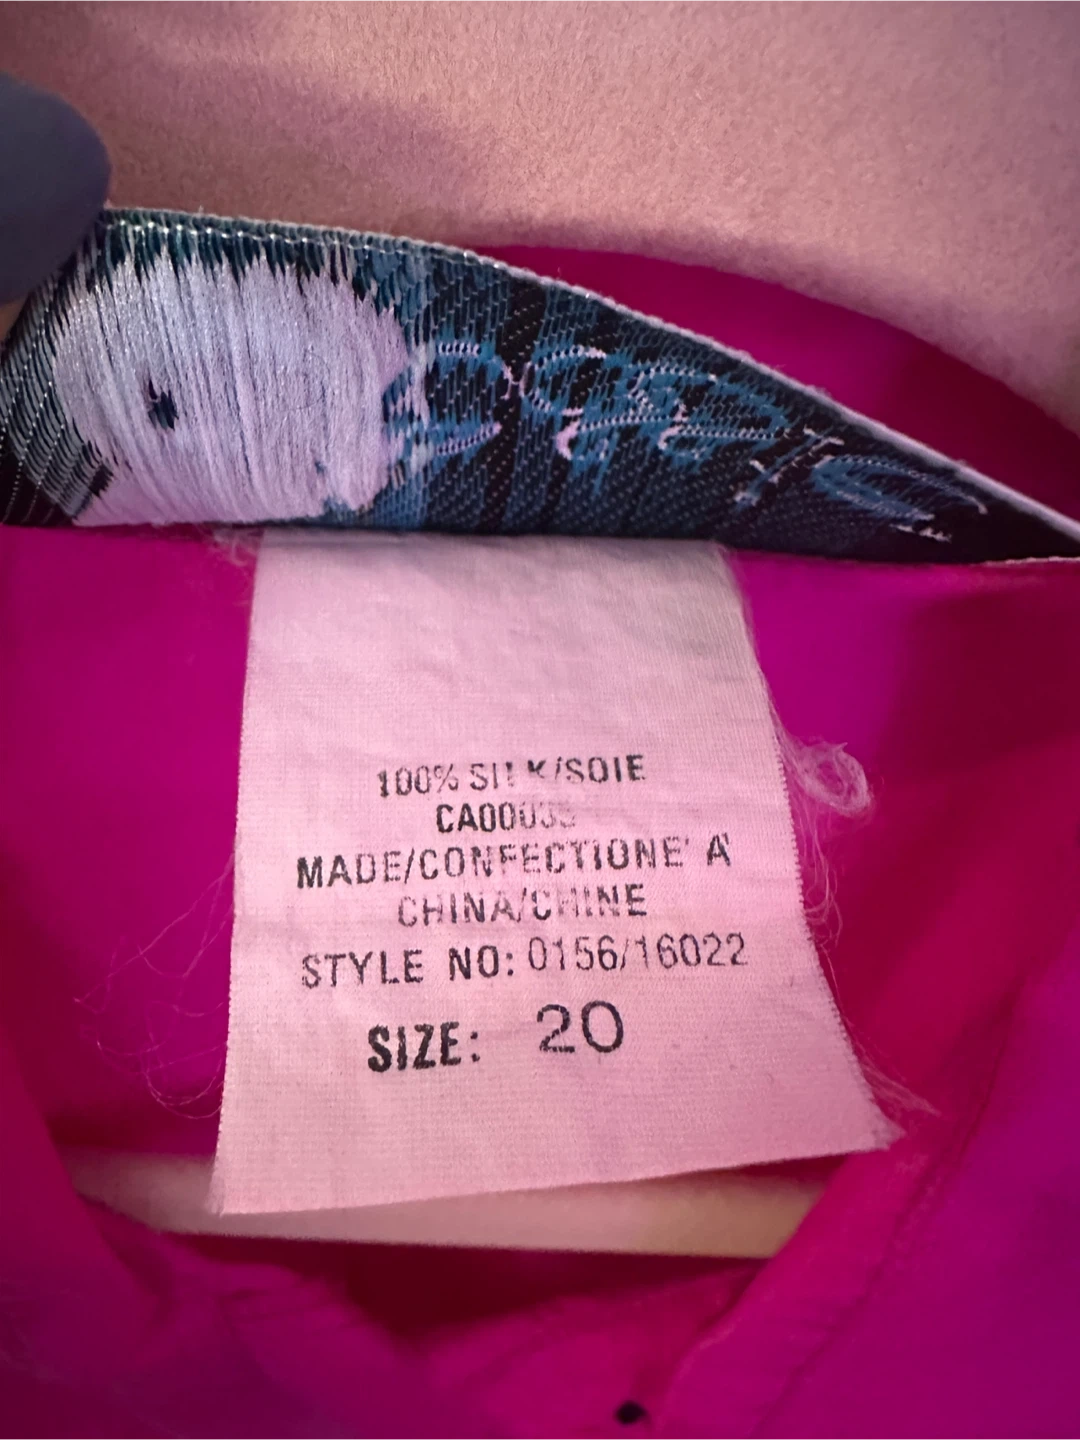 100% SILK/SOIE
MADE/CONFECTIONE' A'
CHINA/CHINE
STYLE NO: 0156/16022
SIZE: 20